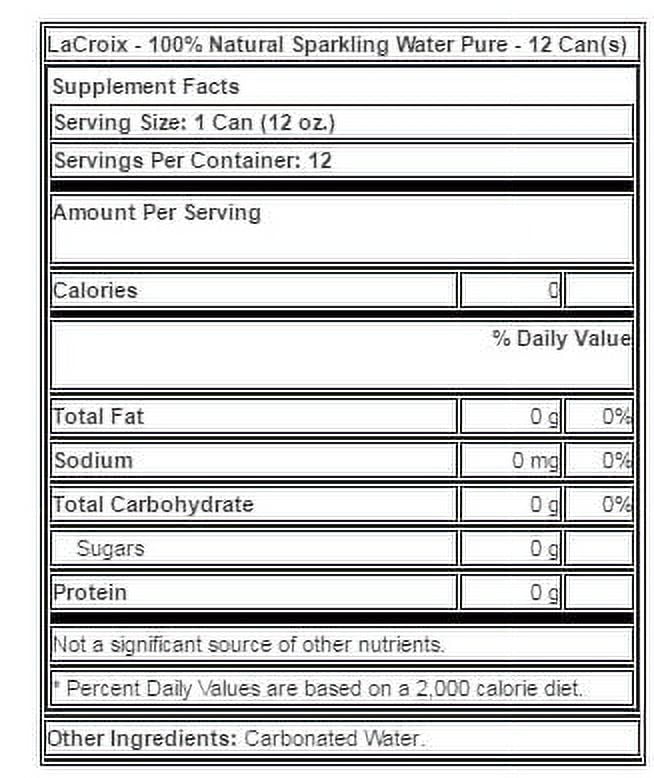 LaCroix - 100% Natural Sparkling Water Pure - 12 Can(s)
Supplement Facts
Serving Size: 1 Can (12 oz.)
Servings Per Container: 12
Amount Per Serving
Calories 0
% Daily Value
Total Fat 0 g 0%
Sodium 0 mg 0%
Total Carbohydrate 0 g 0%
Sugars 0 g
Protein 0 g
Not a significant source of other nutrients.
* Percent Daily Values are based on a 2,000 calorie diet.
Other Ingredients: Carbonated Water.